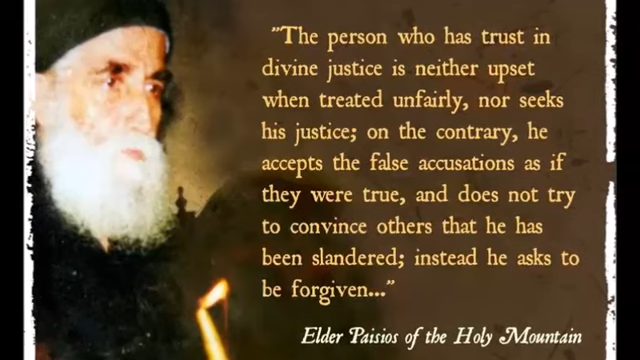 "The person who has trust in
divine justice is neither upset
when treated unfairly, nor seeks
his justice; on the contrary, he
accepts the false accusations as if
they were true, and does not try
to convince others that he has
been slandered; instead he asks to
be forgiven..."
Elder Paisios of the Holy Mountain